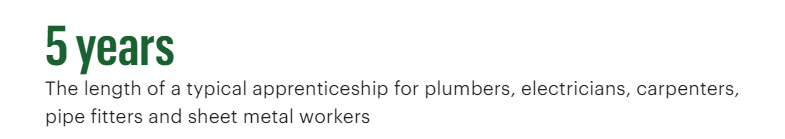 5 years
The length of a typical apprenticeship for plumbers, electricians, carpenters,
pipe fitters and sheet metal workers